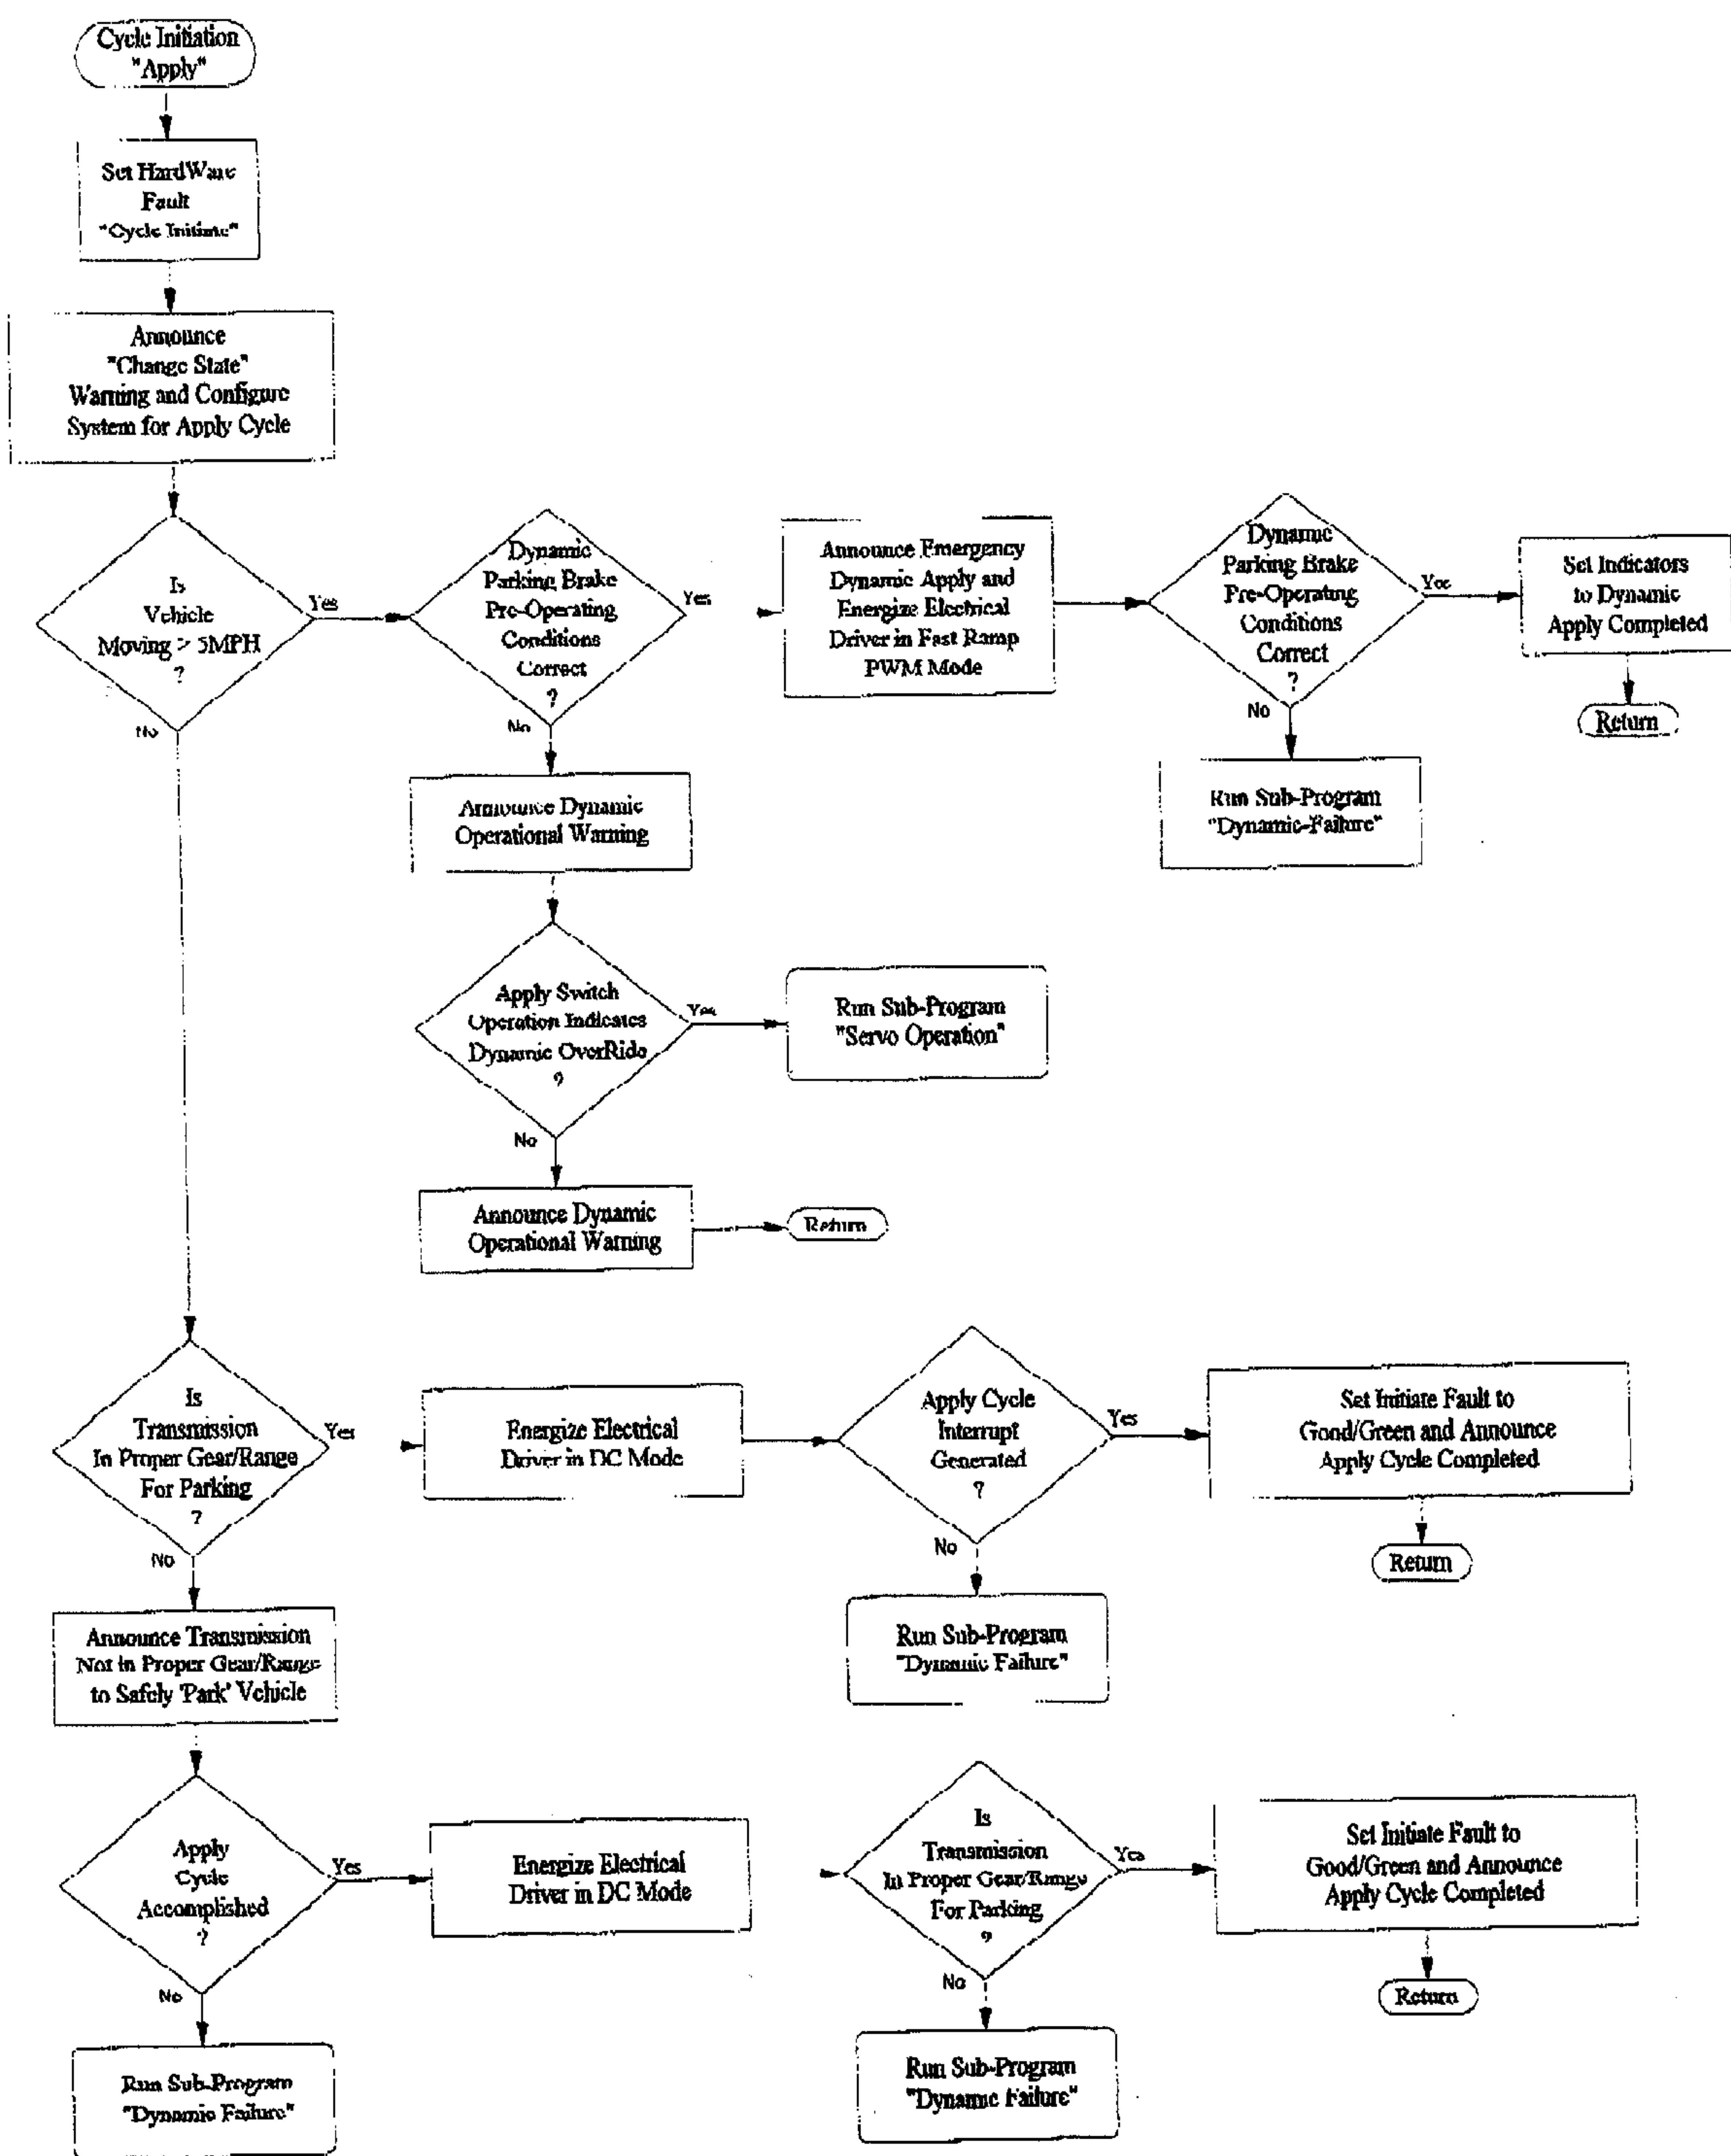 Cycle Initiation
"Apply"
Set HardWare
Fault
"Cycle Initiate"
Announce
"Change State"
Warning and Configure
System for Apply Cycle
Is
Vehicle
Moving > 5MPH
?
Yes
No
Dynamic
Parking Brake
Pre-Operating
Conditions
Correct
?
Yes
No
Announce Emergency
Dynamic Apply and
Energize Electrical
Driver in Fast Ramp
PWM Mode
Dynamic
Parking Brake
Pre-Operating
Conditions
Correct
?
Yes
No
Set Indicators
to Dynamic
Apply Completed
Return
Run Sub-Program
"Dynamic-Failure"
Announce Dynamic
Operational Warning
Apply Switch
Operation Indicates
Dynamic OverRide
?
Yes
No
Run Sub-Program
"Servo Operation"
Announce Dynamic
Operational Warning
Return
Is
Transmission
In Proper Gear/Range
For Parking
?
Yes
No
Energize Electrical
Driver in DC Mode
Apply Cycle
Interrupt
Generated
?
Yes
No
Set Initiate Fault to
Good/Green and Announce
Apply Cycle Completed
Return
Run Sub-Program
"Dynamic Failure"
Announce Transmission
Not in Proper Gear/Range
to Safely 'Park' Vehicle
Apply
Cycle
Accomplished
?
Yes
No
Energize Electrical
Driver in DC Mode
Is
Transmission
In Proper Gear/Range
For Parking
?
Yes
No
Set Initiate Fault to
Good/Green and Announce
Apply Cycle Completed
Return
Run Sub-Program
"Dynamic Failure"
Run Sub-Program
"Dynamic Failure"